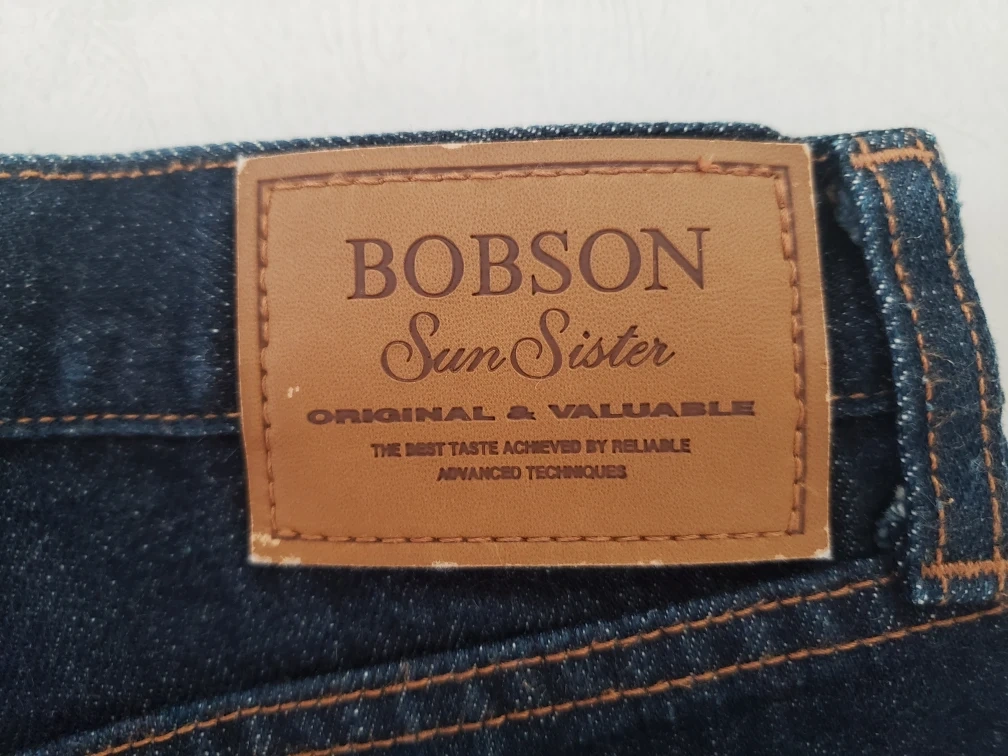 BOBSON
Sun Sister
ORIGINAL & VALUABLE
THE BEST TASTE ACHIEVED BY RELIABLE
ADVANCED TECHNIQUES